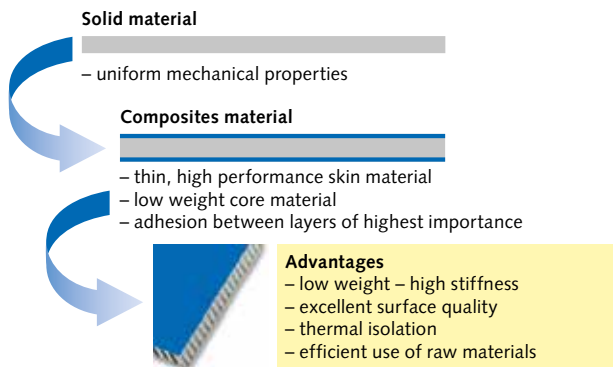 Solid material
– uniform mechanical properties
Composites material
– thin, high performance skin material
– low weight core material
– adhesion between layers of highest importance
Advantages
– low weight – high stiffness
– excellent surface quality
– thermal isolation
– efficient use of raw materials